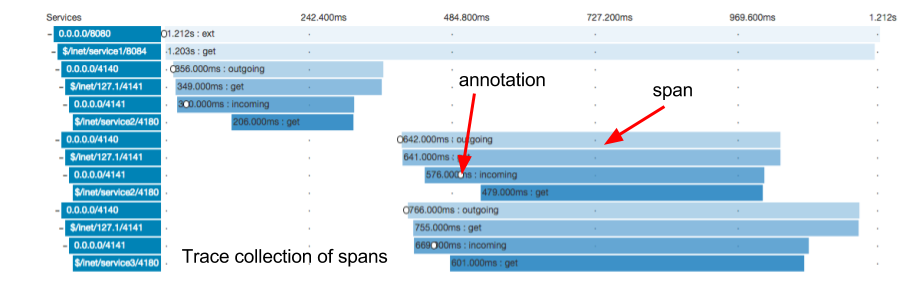 Services 242.400ms 484.800ms 727.200ms 969.600ms 1.212s
0.0.0.0/8080 1.212s : ext
$/inet/service1/8084 1.203s : get
0.0.0.0/4140 356.000ms : outgoing
$/inet/127.1/4141 349.000ms : get
annotation
0.0.0.0/4141 : incoming
span
$/inet/service2/4180 206.000ms : get
0.0.0.0/4140 642.000ms : outgoing
$/inet/127.1/4141 641.000ms : get
0.0.0.0/4141 576.000ms : incoming
$/inet/service2/4180 479.000ms : get
0.0.0.0/4140 766.000ms : outgoing
$/inet/127.1/4141 755.000ms : get
0.0.0.0/4141 669.000ms : incoming
Trace collection of spans
$/inet/service3/4180 601.000ms : get